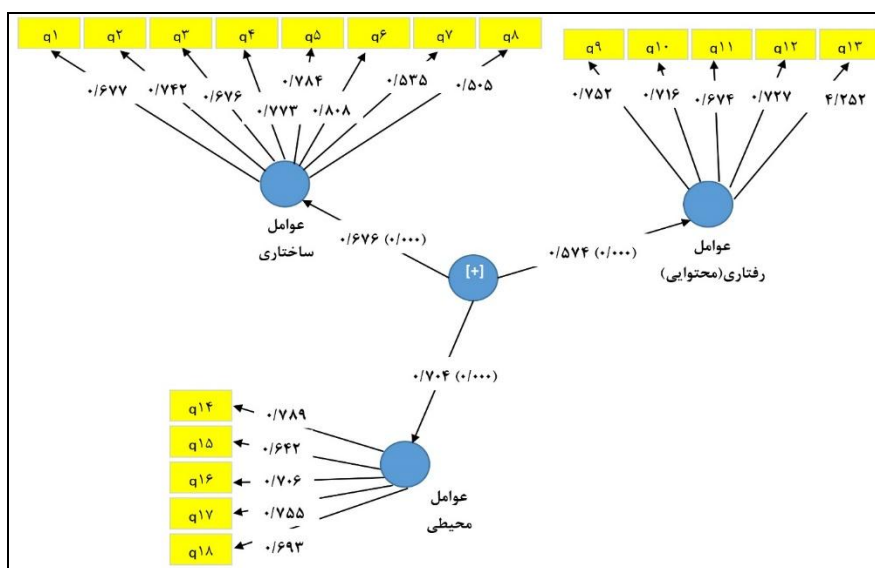 q۱ q۲ q۳ q۴ q۵ q۶ q۷ q۸
q۹ q۱۰ q۱۱ q۱۲ q۱۳
۰/۶۷۷ ۰/۷۴۲ ۰/۶۷۶ ۰/۷۷۳ ۰/۷۸۴ ۰/۸۰۸ ۰/۵۳۵ ۰/۵۰۵
۰/۷۵۲ ۰/۷۱۶ ۰/۶۷۴ ۰/۷۲۷ ۴/۲۵۲
عوامل
ساختاری
عوامل
رفتاری(محتوایی)
۰/۶۷۶ (۰/۰۰۰)
۰/۵۷۴ (۰/۰۰۰)
[+]
۰/۷۰۴ (۰/۰۰۰)
q۱۴ ۰/۷۸۹
q۱۵ ۰/۶۴۲
q۱۶ ۰/۷۰۶
q۱۷ ۰/۷۵۵
q۱۸ ۰/۶۹۳
عوامل
محیطی